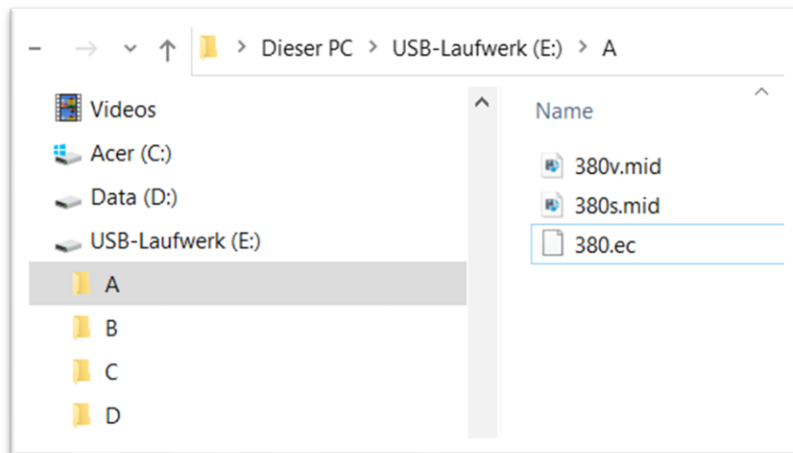 Dieser PC > USB-Laufwerk (E:) > A
Videos
Acer (C:)
Data (D:)
USB-Laufwerk (E:)
A
B
C
D
Name
380v.mid
380s.mid
380.ec